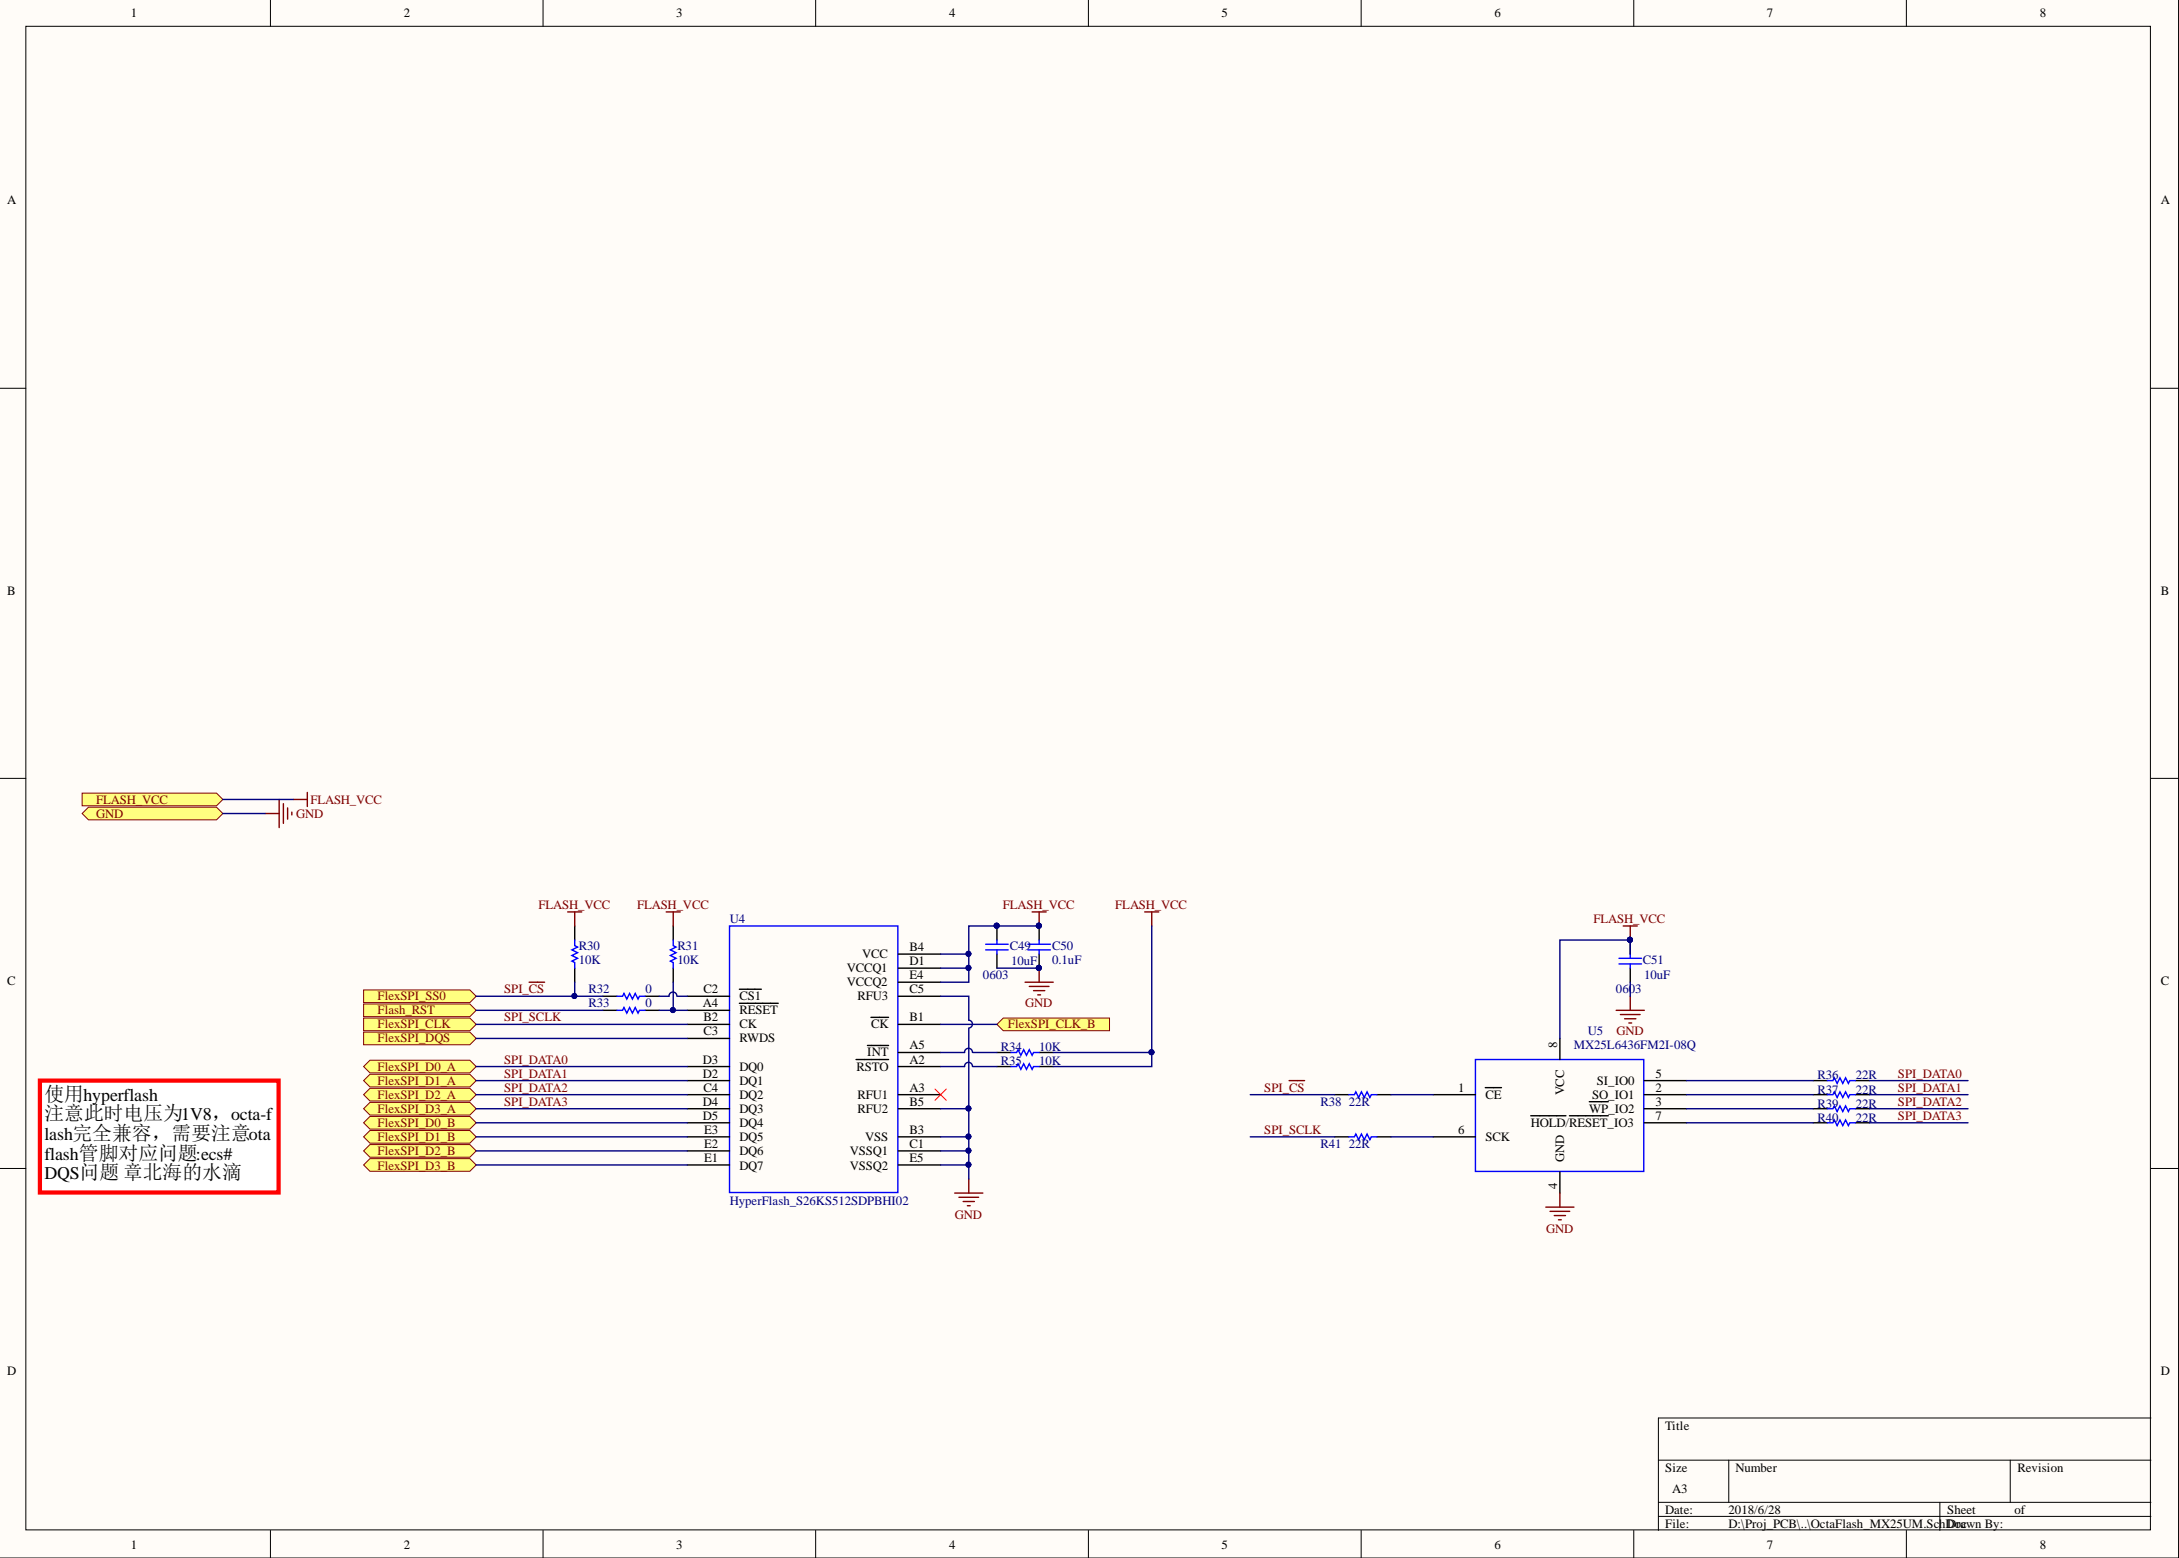 1 2 3 4 5 6 7 8
A A
B B
FLASH_VCC FLASH_VCC
GND GND
C C
FLASH_VCC FLASH_VCC FLASH_VCC FLASH_VCC
R30 10K
R31 10K
U4
FlexSPI_SS0 SPI_CS R32 0 C2 CS1
Flash_RST R33 0 A4 RESET
FlexSPI_CLK SPI_SCLK B2 CK
FlexSPI_DQS C3 RWDS
FlexSPI_D0_A SPI_DATA0 D3 DQ0
FlexSPI_D1_A SPI_DATA1 D2 DQ1
FlexSPI_D2_A SPI_DATA2 C4 DQ2
FlexSPI_D3_A SPI_DATA3 D4 DQ3
FlexSPI_D0_B D5 DQ4
FlexSPI_D1_B E3 DQ5
FlexSPI_D2_B E2 DQ6
FlexSPI_D3_B E1 DQ7
VCC B4
VCCQ1 D1
VCCQ2 E4
RFU3 C5
CK B1 FlexSPI_CLK_B
INT A5 R34 10K
RSTO A2 R35 10K
RFU1 A3
RFU2 B5
VSS B3
VSSQ1 C1
VSSQ2 E5
HyperFlash_S26KS512SDPBHI02
GND
C49 10uF 0603
C50 0.1uF
GND
FLASH_VCC
C51
10uF
0603
GND
U5
MX25L6436FM2I-08Q
8 VCC
SPI_CS R38 22R 1 CE
SPI_SCLK R41 22R 6 SCK
SI_IO0 5 R36 22R SPI_DATA0
SO_IO1 2 R37 22R SPI_DATA1
WP_IO2 3 R39 22R SPI_DATA2
HOLD/RESET_IO3 7 R40 22R SPI_DATA3
GND 4
GND
使用hyperflash
注意此时电压为1V8，octa-f
lash完全兼容，需要注意ota
flash管脚对应问题:ecs#
DQS问题 章北海的水滴
D D
Title
Size Number Revision
A3
Date: 2018/6/28 Sheet of
File: D:\Proj_PCB\..\OctaFlash_MX25UM.SchDoc Drawn By:
1 2 3 4 5 6 7 8